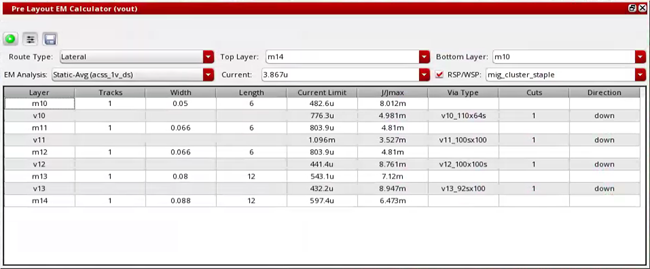 Pre Layout EM Calculator (vout)
Route Type: Lateral Top Layer: m14 Bottom Layer: m10
EM Analysis: Static-Avg (acss_1v_ds) Current: 3.867u RSP/WSP: mig_cluster_staple
Layer Tracks Width Length Current Limit J/Jmax Via Type Cuts Direction
m10 1 0.05 6 482.6u 8.012m
v10 776.3u 4.981m v10_110x64s 1 down
m11 1 0.066 6 803.9u 4.81m
v11 1.096m 3.527m v11_100sx100 1 down
m12 1 0.066 6 803.9u 4.81m
v12 441.4u 8.761m v12_100x100s 1 down
m13 1 0.08 12 543.1u 7.12m
v13 432.2u 8.947m v13_92sx100 1 down
m14 1 0.088 12 597.4u 6.473m